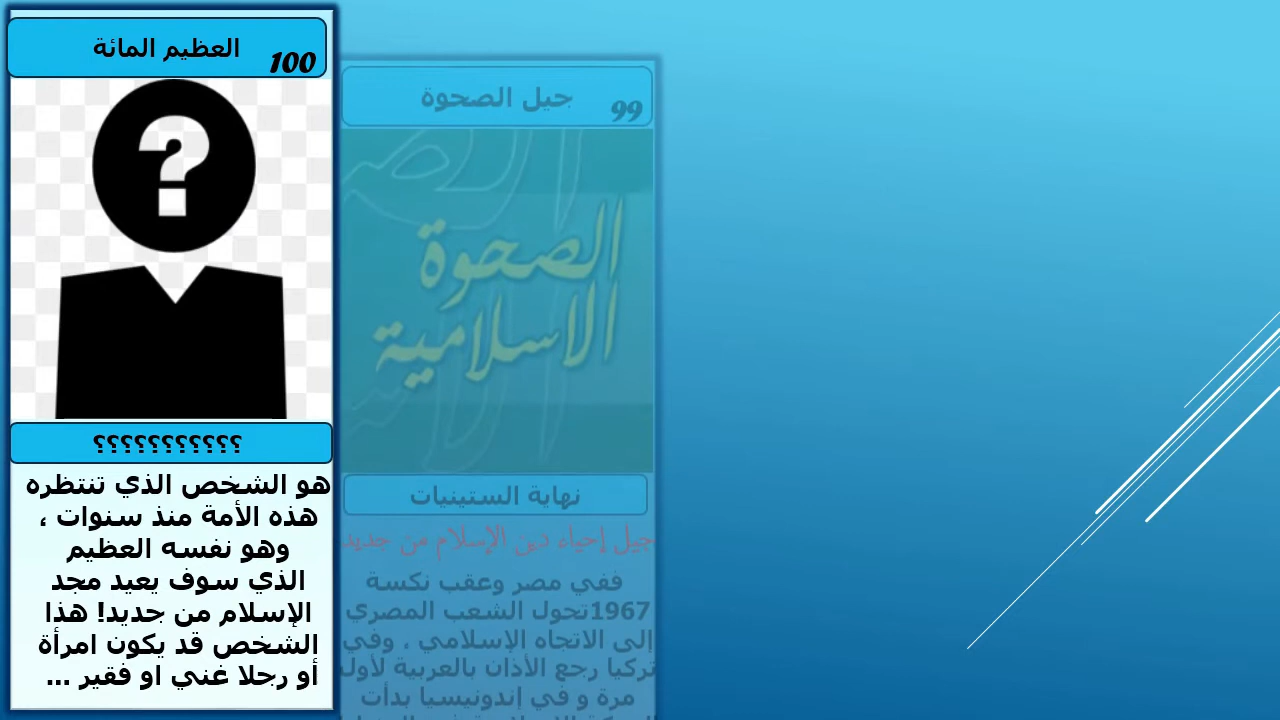 العظيم المائة
100
؟؟؟؟؟؟؟؟؟؟؟
هو الشخص الذي تنتظره
هذه الأمة منذ سنوات ،
وهو نفسه العظيم
الذي سوف يعيد مجد
الإسلام من جديد! هذا
الشخص قد يكون امرأة
أو رجلا غني او فقير ...
جيل الصحوة
99
الصحوة
الاسلامية
نهاية الستينيات
جيل إحياء دين الإسلام من جديد
ففي مصر وعقب نكسة
1967تحول الشعب المصري
إلى الاتجاه الإسلامي ، وفي
تركيا رجع الأذان بالعربية لأول
مرة و في إندونيسيا بدأت